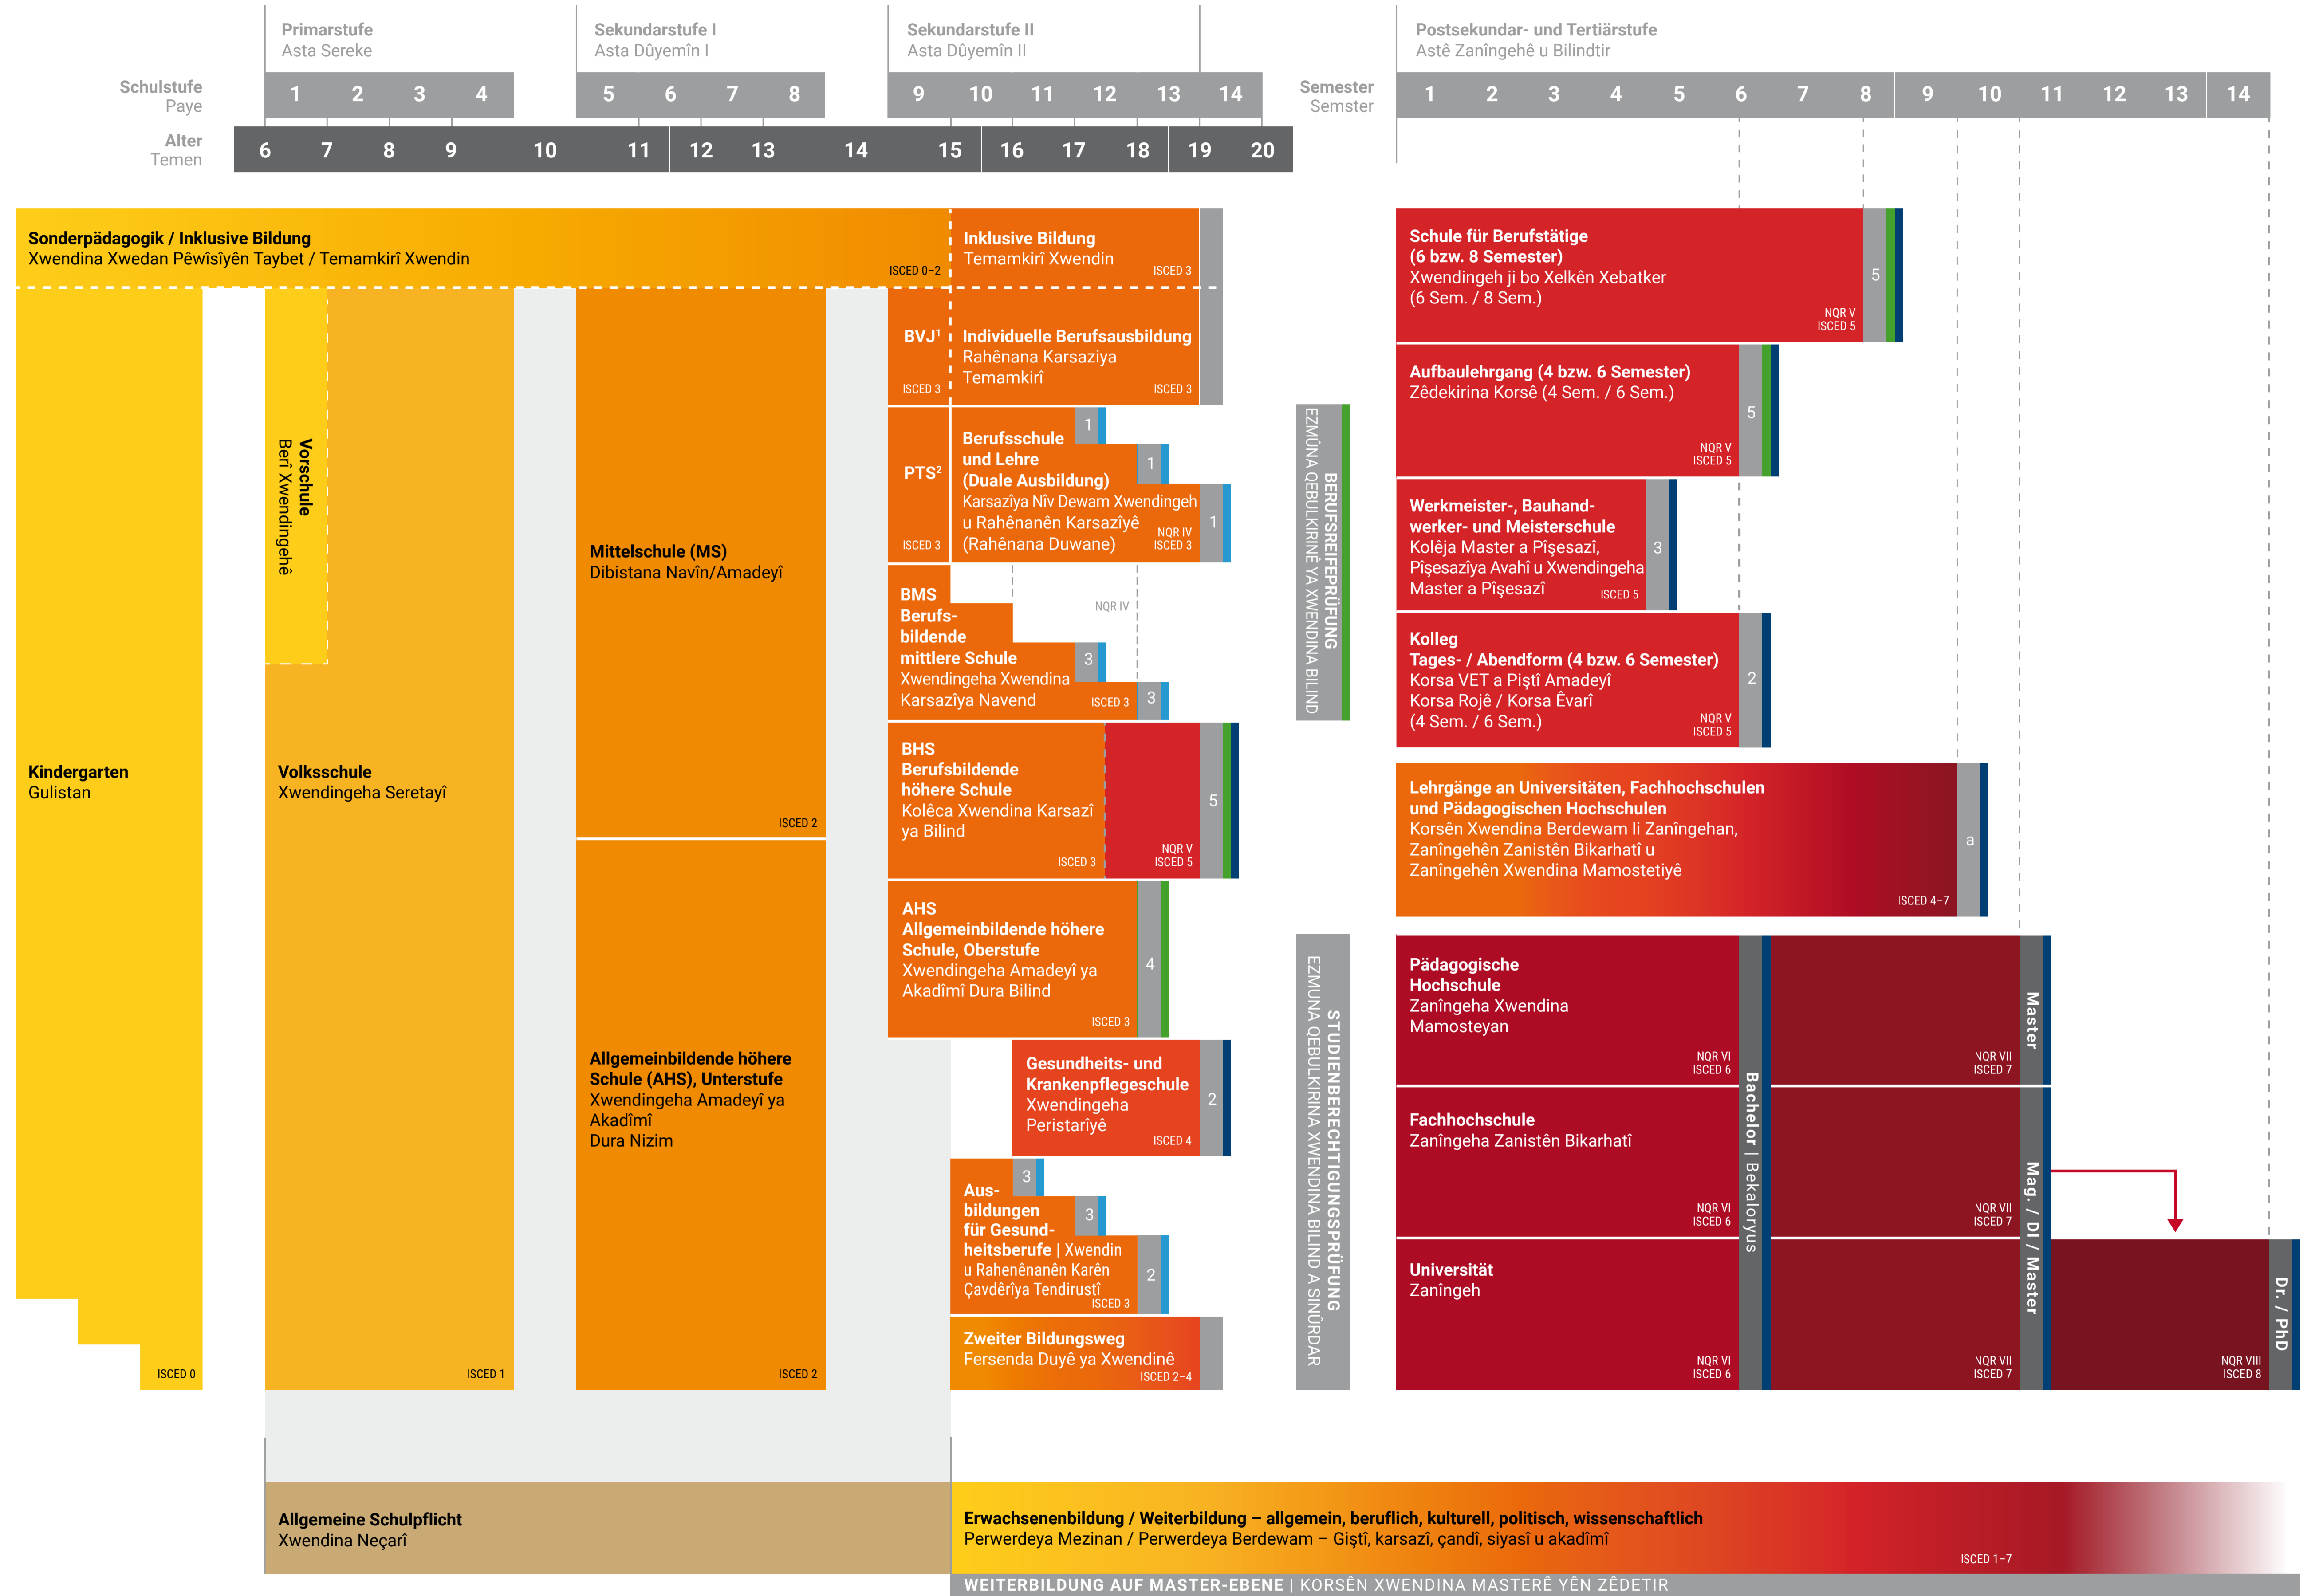 Primarstufe
Asta Sereke
Sekundarstufe I
Asta Dûyemîn I
Sekundarstufe II
Asta Dûyemîn II
Postsekundar- und Tertiärstufe
Astê Zanîngehê u Bilindtir
Schulstufe
Paye
1 2 3 4 5 6 7 8 9 10 11 12 13 14
Semester
Semster
1 2 3 4 5 6 7 8 9 10 11 12 13 14
Alter
Temen
6 7 8 9 10 11 12 13 14 15 16 17 18 19 20
Sonderpädagogik / Inklusive Bildung
Xwendina Xwedan Pêwîsîyên Taybet / Temamkirî Xwendin
ISCED 0–2
Inklusive Bildung
Temamkirî Xwendin
ISCED 3
Kindergarten
Gulistan
ISCED 0
Vorschule
Berî Xwendingehê
Volksschule
Xwendingeha Seretayî
ISCED 1
Mittelschule (MS)
Dibistana Navîn/Amadeyî
ISCED 2
Allgemeinbildende höhere
Schule (AHS), Unterstufe
Xwendingeha Amadeyî ya
Akadîmî
Dura Nizim
ISCED 2
BVJ¹
ISCED 3
Individuelle Berufsausbildung
Rahênana Karsaziya
Temamkirî
ISCED 3
PTS²
ISCED 3
Berufsschule
und Lehre
(Duale Ausbildung)
Karsazîya Nîv Dewam Xwendingeh
u Rahênanên Karsazîyê
(Rahênana Duwane)
NQR IV
ISCED 3
1
1
1
BMS
Berufs-
bildende
mittlere Schule
Xwendingeha Xwendina
Karsazîya Navend
ISCED 3
3
3
NQR IV
BHS
Berufsbildende
höhere Schule
Kolêca Xwendina Karsazî
ya Bilind
ISCED 3
NQR V
ISCED 5
5
AHS
Allgemeinbildende höhere
Schule, Oberstufe
Xwendingeha Amadeyî ya
Akadîmî Dura Bilind
ISCED 3
4
Gesundheits- und
Krankenpflegeschule
Xwendingeha
Peristarîyê
ISCED 4
2
Aus-
bildungen
für Gesund-
heitsberufe | Xwendin
u Rahenênanên Karên
Çavdêrîya Tendirustî
ISCED 3
3
3
2
Zweiter Bildungsweg
Fersenda Duyê ya Xwendinê
ISCED 2–4
BERUFSREIFEPRÜFUNG
EZMÛNA QEBULKIRINÊ YA XWENDINA BILIND
STUDIENBERECHTIGUNGSPRÜFUNG
EZMUNA QEBULKIRINA XWENDINA BILIND A SINÛRDAR
Schule für Berufstätige
(6 bzw. 8 Semester)
Xwendingeh ji bo Xelkên Xebatker
(6 Sem. / 8 Sem.)
NQR V
ISCED 5
5
Aufbaulehrgang (4 bzw. 6 Semester)
Zêdekirina Korsê (4 Sem. / 6 Sem.)
NQR V
ISCED 5
5
Werkmeister-, Bauhand-
werker- und Meisterschule
Kolêja Master a Pîşesazî,
Pîşesazîya Avahî u Xwendingeha
Master a Pîşesazî
ISCED 5
3
Kolleg
Tages- / Abendform (4 bzw. 6 Semester)
Korsa VET a Piştî Amadeyî
Korsa Rojê / Korsa Êvarî
(4 Sem. / 6 Sem.)
NQR V
ISCED 5
2
Lehrgänge an Universitäten, Fachhochschulen
und Pädagogischen Hochschulen
Korsên Xwendina Berdewam li Zanîngehan,
Zanîngehên Zanistên Bikarhatî u
Zanîngehên Xwendina Mamostetiyê
ISCED 4–7
a
Pädagogische
Hochschule
Zanîngeha Xwendina
Mamosteyan
NQR VI
ISCED 6
NQR VII
ISCED 7
Master
Fachhochschule
Zanîngeha Zanistên Bikarhatî
NQR VI
ISCED 6
NQR VII
ISCED 7
Bachelor | Bekaloryus
Mag. / DI / Master
Universität
Zanîngeh
NQR VI
ISCED 6
NQR VII
ISCED 7
NQR VIII
ISCED 8
Dr. / PhD
Allgemeine Schulpflicht
Xwendina Neçarî
Erwachsenenbildung / Weiterbildung – allgemein, beruflich, kulturell, politisch, wissenschaftlich
Perwerdeya Mezinan / Perwerdeya Berdewam – Giştî, karsazî, çandî, siyasî u akadîmî
ISCED 1–7
WEITERBILDUNG AUF MASTER-EBENE | KORSÊN XWENDINA MASTERÊ YÊN ZÊDETIR